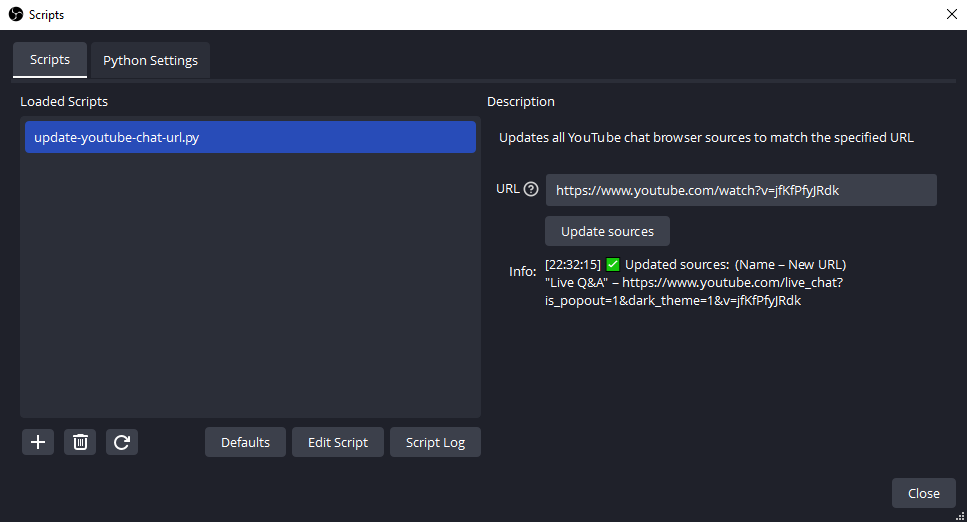 Scripts
Scripts
Python Settings
Loaded Scripts
update-youtube-chat-url.py
Defaults
Edit Script
Script Log
Description
Updates all YouTube chat browser sources to match the specified URL
URL ?
https://www.youtube.com/watch?v=jfKfPfyJRdk
Update sources
Info:
[22:32:15] ✅ Updated sources: (Name – New URL)
"Live Q&A" – https://www.youtube.com/live_chat?
is_popout=1&dark_theme=1&v=jfKfPfyJRdk
Close